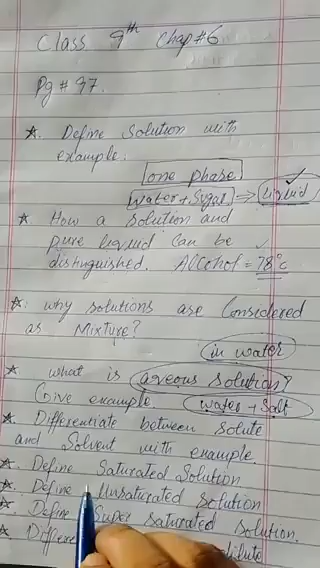 Class 9th Chap #6
Pg # 97.
* Define Solution with
example.
one phase
Water + Sugar ⇒ Liquid ✓
* How a solution and
pure liquid can be
distinguished. Alcohol = 78°c
* why solutions are Considered
as Mixture?
in water
* what is aqeous solution?
Give example water + Salt
* Differentiate between solute
and Solvent with example.
* Define Saturated Solution
* Define Unsaturated solution
* Define Super saturated solution.
* Differe
dilute